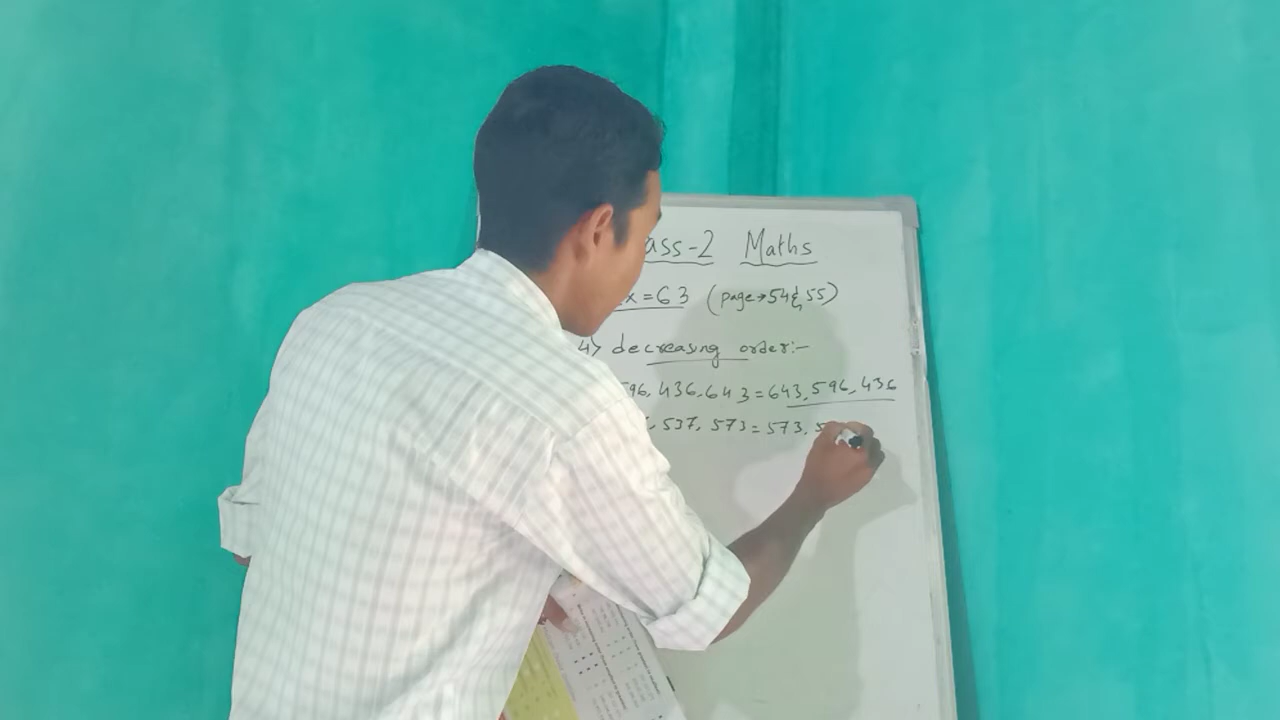 ass-2 Maths
x=63 (page→54&55)
4) decreasing order:-
96, 436, 643 = 643, 596, 436
, 537, 573 = 573, 5